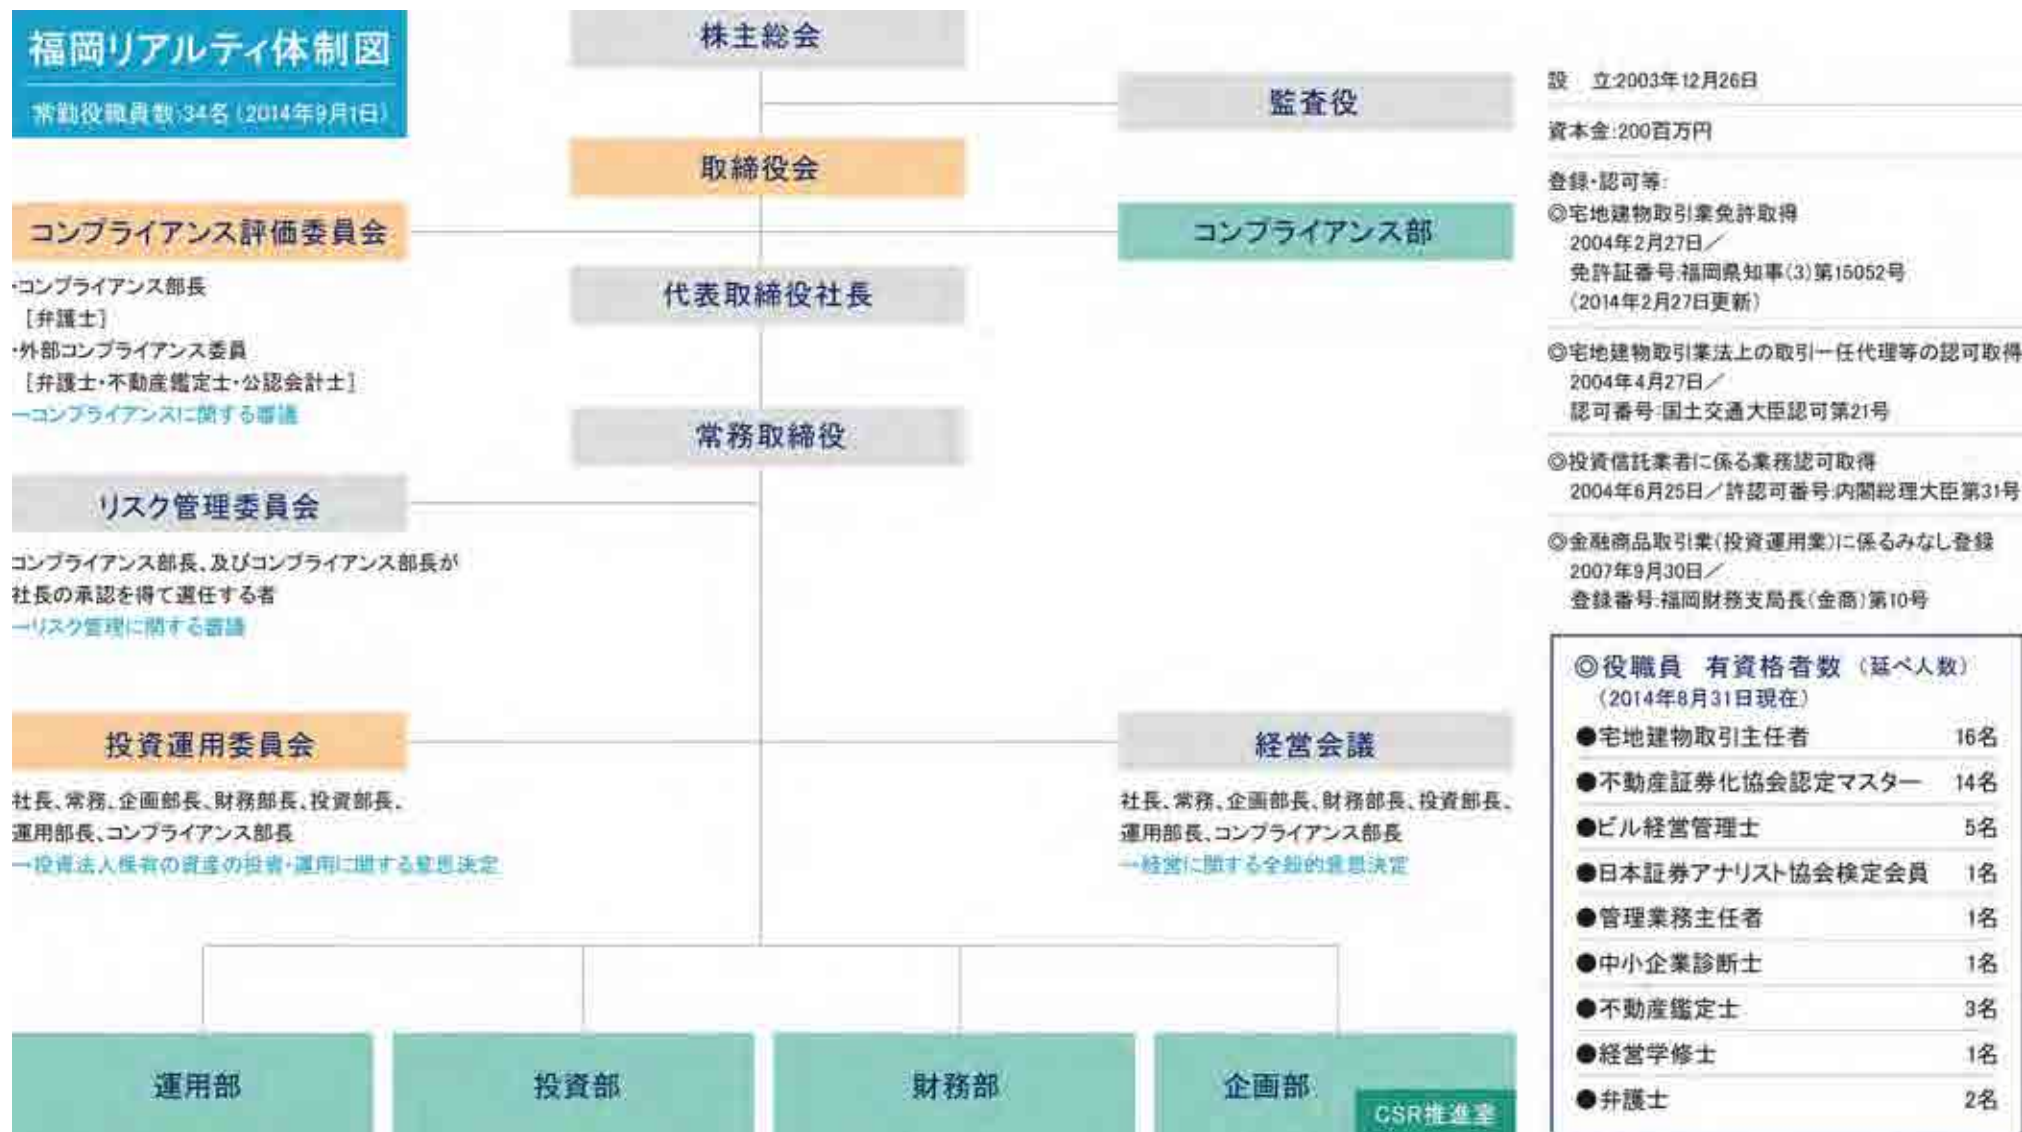 福岡リアルティ体制図
常勤役職員数:34名(2014年9月1日)
株主総会
監査役
取締役会
コンプライアンス評価委員会
コンプライアンス部
・コンプライアンス部長
[弁護士]
・外部コンプライアンス委員
[弁護士・不動産鑑定士・公認会計士]
→コンプライアンスに関する審議
代表取締役社長
常務取締役
リスク管理委員会
コンプライアンス部長、及びコンプライアンス部長が
社長の承認を得て選任する者
→リスク管理に関する審議
投資運用委員会
社長、常務、企画部長、財務部長、投資部長、
運用部長、コンプライアンス部長
→投資法人保有の資産の投資・運用に関する意思決定
経営会議
社長、常務、企画部長、財務部長、投資部長、
運用部長、コンプライアンス部長
→経営に関する全般的意思決定
運用部
投資部
財務部
企画部
CSR推進室
設 立:2003年12月26日
資本金:200百万円
登録・認可等:
◎宅地建物取引業免許取得
2004年2月27日/
免許証番号:福岡県知事(3)第15052号
(2014年2月27日更新)
◎宅地建物取引業法上の取引一任代理等の認可取得
2004年4月27日/
認可番号:国土交通大臣認可第21号
◎投資信託業者に係る業務認可取得
2004年6月25日/許認可番号:内閣総理大臣第31号
◎金融商品取引業(投資運用業)に係るみなし登録
2007年9月30日/
登録番号:福岡財務支局長(金商)第10号
◎役職員 有資格者数 (延べ人数)
(2014年8月31日現在)
●宅地建物取引主任者 16名
●不動産証券化協会認定マスター 14名
●ビル経営管理士 5名
●日本証券アナリスト協会検定会員 1名
●管理業務主任者 1名
●中小企業診断士 1名
●不動産鑑定士 3名
●経営学修士 1名
●弁護士 2名